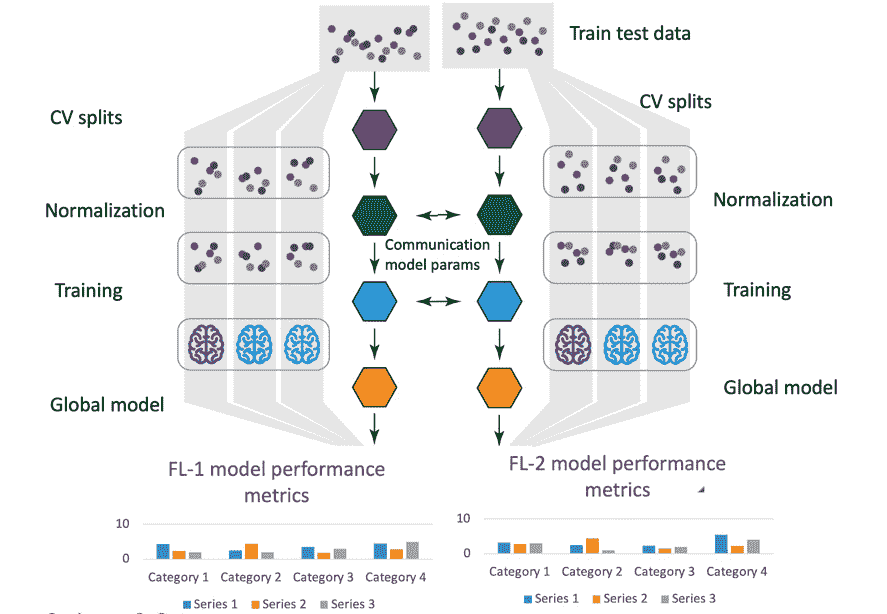 Train test data
CV splits
CV splits
Normalization
Normalization
Communication
model params
Training
Training
Global model
Global model
FL-1 model performance
metrics
FL-2 model performance
metrics
10
0
Category 1 Category 2 Category 3 Category 4
Series 1 Series 2 Series 3
10
0
Category 1 Category 2 Category 3 Category 4
Series 1 Series 2 Series 3